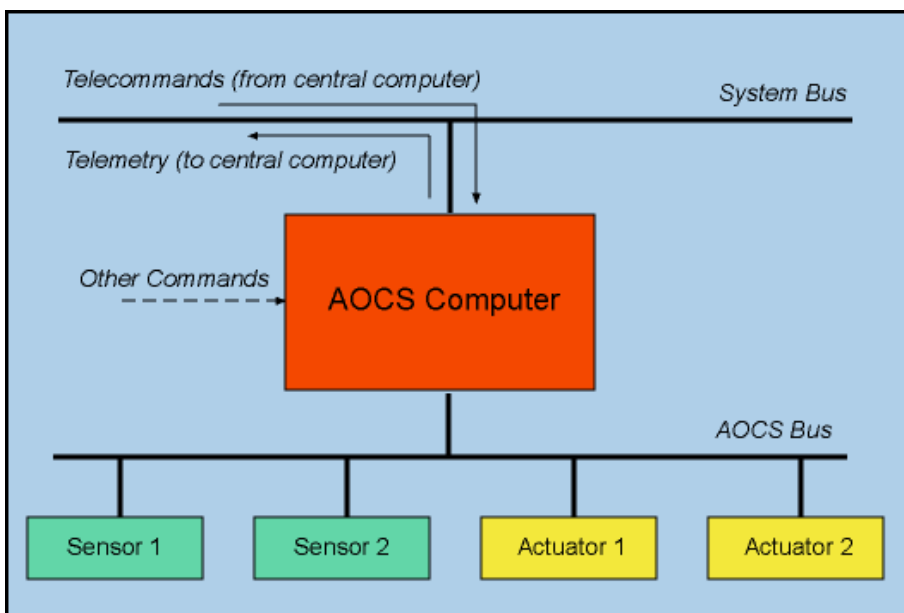 Telecommands (from central computer)
System Bus
Telemetry (to central computer)
Other Commands
AOCS Computer
AOCS Bus
Sensor 1
Sensor 2
Actuator 1
Actuator 2